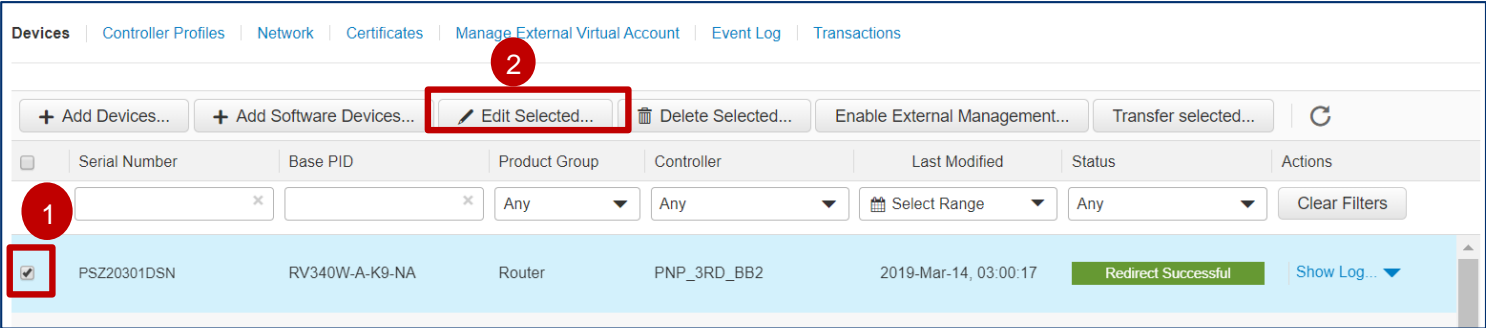 Devices Controller Profiles Network Certificates Manage External Virtual Account Event Log Transactions
2
+ Add Devices... + Add Software Devices... Edit Selected... Delete Selected... Enable External Management... Transfer selected...
Serial Number Base PID Product Group Controller Last Modified Status Actions
× × Any Any Select Range Any Clear Filters
1
PSZ20301DSN RV340W-A-K9-NA Router PNP_3RD_BB2 2019-Mar-14, 03:00:17 Redirect Successful Show Log...